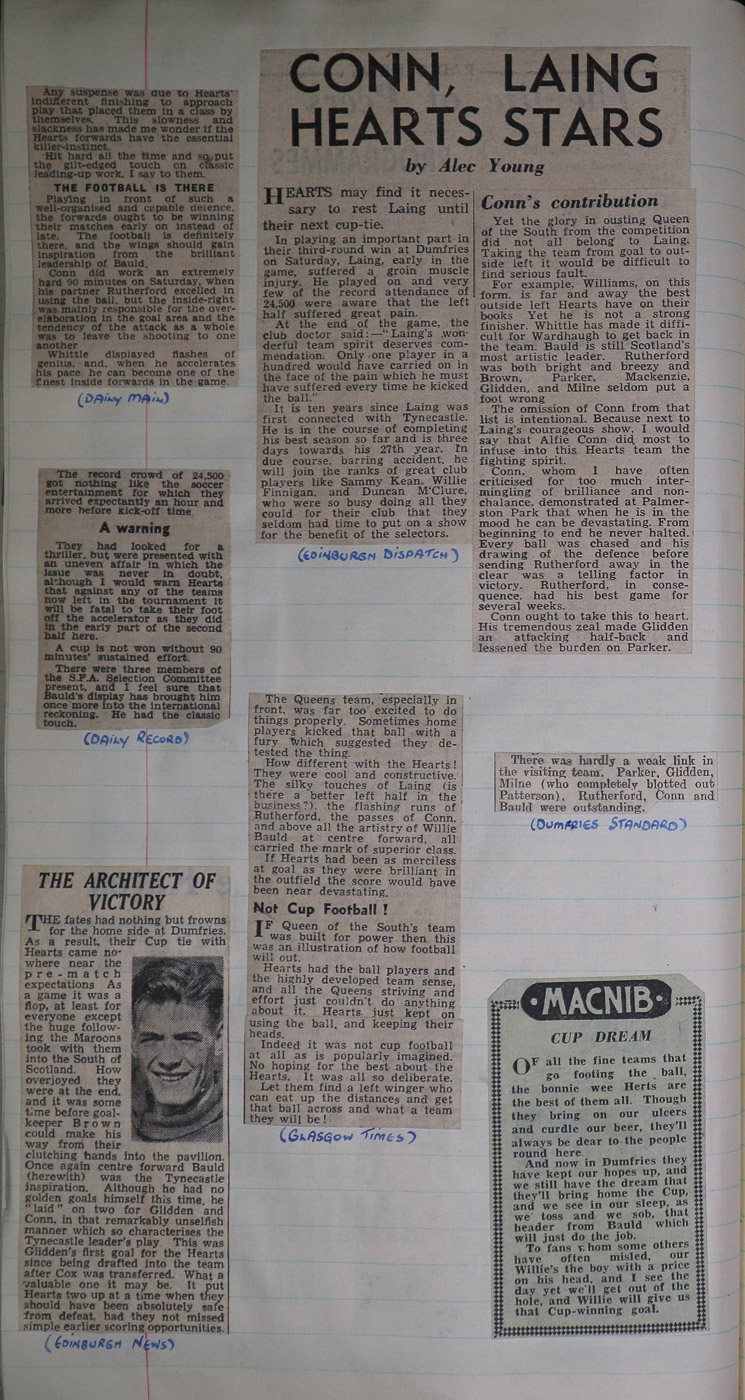 Any suspense was due to Hearts'
indifferent finishing to approach
play that placed them in a class by
themselves. This slowness and
slackness has made me wonder if the
Hearts forwards have the essential
killer-instinct.
Hit hard all the time and so put
the gilt-edged touch on classic
leading-up work, I say to them.
THE FOOTBALL IS THERE
Playing in front of such a
well-organised and capable defence,
the forwards ought to be winning
their matches early on instead of
late. The football is definitely
there, and the wings should gain
inspiration from the brilliant
leadership of Bauld.
Conn did work an extremely
hard 90 minutes on Saturday, when
his partner Rutherford excelled in
using the ball, but the inside-right
was mainly responsible for the over-
elaboration in the goal area and the
tendency of the attack as a whole
was to leave the shooting to one
another
Whittle displayed flashes of
genius, and, when he accelerates
his pace he can become one of the
finest inside forwards in the game.
(DAILY MAIL)
The record crowd of 24,500
got nothing like the soccer
entertainment for which they
arrived expectantly an hour and
more before kick-off time
A warning
They had looked for a
thriller, but were presented with
an uneven affair in which the
issue was never in doubt,
although I would warn Hearts
that against any of the teams
now left in the tournament it
will be fatal to take their foot
off the accelerator as they did
in the early part of the second
half here.
A cup is not won without 90
minutes' sustained effort.
There were three members of
the S.F.A. Selection Committee
present, and I feel sure that
Bauld's display has brought him
once more into the international
reckoning. He had the classic
touch.
(DAILY RECORD)
THE ARCHITECT OF
VICTORY
THE fates had nothing but frowns
for the home side at Dumfries.
As a result, their Cup tie with
Hearts came no-
where near the
pre-match
expectations As
a game it was a
flop, at least for
everyone except
the huge follow-
ing the Maroons
took with them
into the South of
Scotland. How
overjoyed they
were at the end,
and it was some
time before goal-
keeper Brown
could make his
way from their
clutching hands into the pavilion.
Once again centre forward Bauld
(herewith) was the Tynecastle
inspiration. Although he had no
golden goals himself this time, he
"laid" on two for Glidden and
Conn, in that remarkably unselfish
manner which so characterises the
Tynecastle leader's play. This was
Glidden's first goal for the Hearts
since being drafted into the team
after Cox was transferred. What a
valuable one it may be. It put
Hearts two up at a time when they
should have been absolutely safe
from defeat, had they not missed
simple earlier scoring opportunities.
(EDINBURGH NEWS)
CONN, LAING
HEARTS STARS
by Alec Young
HEARTS may find it neces-
sary to rest Laing until
their next cup-tie.
In playing an important part in
their third-round win at Dumfries
on Saturday, Laing, early in the
game, suffered a groin muscle
injury. He played on and very
few of the record attendance of
24,500 were aware that the left
half suffered great pain.
At the end of the game, the
club doctor said:—"Laing's won-
derful team spirit deserves com-
mendation. Only one player in a
hundred would have carried on in
the face of the pain which he must
have suffered every time he kicked
the ball."
It is ten years since Laing was
first connected with Tynecastle.
He is in the course of completing
his best season so far and is three
days towards his 27th year. In
due course, barring accident, he
will join the ranks of great club
players like Sammy Kean, Willie
Finnigan, and Duncan M'Clure,
who were so busy doing all they
could for their club that they
seldom had time to put on a show
for the benefit of the selectors.
(EDINBURGH DISPATCH)
Conn's contribution
Yet the glory in ousting Queen
of the South from the competition
did not all belong to Laing.
Taking the team from goal to out-
side left it would be difficult to
find serious fault.
For example, Williams, on this
form, is far and away the best
outside left Hearts have on their
books Yet he is not a strong
finisher. Whittle has made it diffi-
cult for Wardhaugh to get back in
the team. Bauld is still Scotland's
most artistic leader. Rutherford
was both bright and breezy and
Brown, Parker, Mackenzie,
Glidden, and Milne seldom put a
foot wrong
The omission of Conn from that
list is intentional. Because next to
Laing's courageous show, I would
say that Alfie Conn did most to
infuse into this Hearts team the
fighting spirit.
Conn, whom I have often
criticised for too much inter-
mingling of brilliance and non-
chalance, demonstrated at Palmer-
ston Park that when he is in the
mood he can be devastating. From
beginning to end he never halted.
Every ball was chased and his
drawing of the defence before
sending Rutherford away in the
clear was a telling factor in
victory. Rutherford, in conse-
quence, had his best game for
several weeks.
Conn ought to take this to heart.
His tremendous zeal made Glidden
an attacking half-back and
lessened the burden on Parker.
The Queens team, especially in
front, was far too excited to do
things properly. Sometimes home
players kicked that ball with a
fury which suggested they de-
tested the thing.
How different with the Hearts!
They were cool and constructive.
The silky touches of Laing (is
there a better left half in the
business?), the flashing runs of
Rutherford, the passes of Conn,
and above all the artistry of Willie
Bauld at centre forward, all
carried the mark of superior class.
If Hearts had been as merciless
at goal as they were brilliant in
the outfield the score would have
been near devastating.
Not Cup Football !
IF Queen of the South's team
was built for power then this
was an illustration of how football
will out.
Hearts had the ball players and
the highly developed team sense,
and all the Queens striving and
effort just couldn't do anything
about it. Hearts just kept on
using the ball, and keeping their
heads.
Indeed it was not cup football
at all as is popularly imagined.
No hoping for the best about the
Hearts. It was all so deliberate.
Let them find a left winger who
can eat up the distances and get
that ball across and what a team
they will be!
(GLASGOW TIMES)
There was hardly a weak link in
the visiting team. Parker, Glidden,
Milne (who completely blotted out
Patterson), Rutherford, Conn and
Bauld were outstanding.
(DUMFRIES STANDARD)
MACNIB
CUP DREAM
OF all the fine teams that
go footing the ball,
the bonnie wee Herts are
the best of them all. Though
they bring on our ulcers
and curdle our beer, they'll
always be dear to the people
round here.
And now in Dumfries they
have kept our hopes up, and
we still have the dream that
they'll bring home the Cup,
and we see in our sleep, as
we toss and we sob, that
header from Bauld which
will just do the job.
To fans whom some others
have often misled, our
Willie's the boy with a price
on his head, and I see the
day yet we'll get out of the
hole, and Willie will give us
that Cup-winning goal.